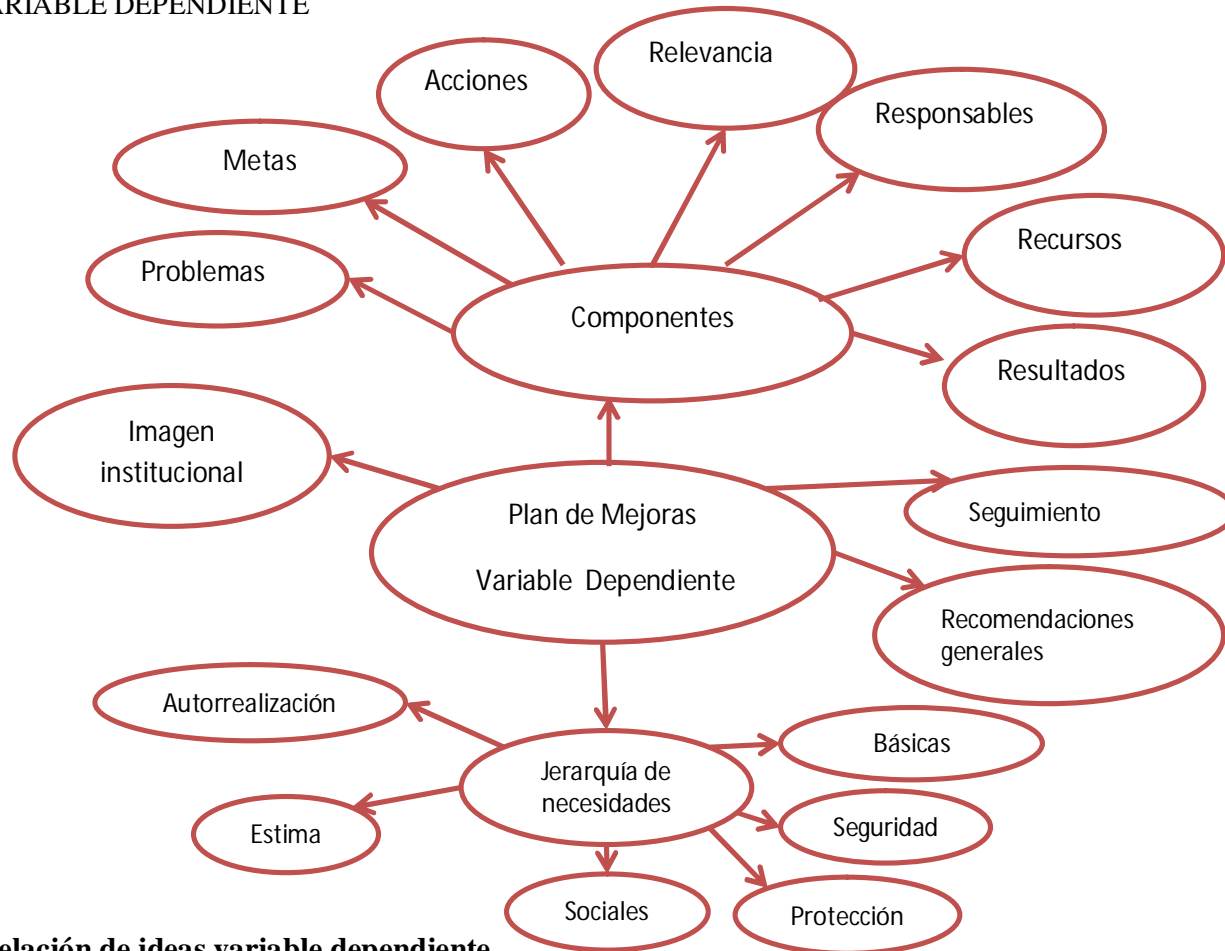 ARIABLE DEPENDIENTE
Relevancia
Acciones
Responsables
Metas
Recursos
Problemas
Componentes
Resultados
Imagen
institucional
Plan de Mejoras
Variable Dependiente
Seguimiento
Recomendaciones
generales
Autorrealización
Básicas
Jerarquía de
necesidades
Estima
Seguridad
Sociales
Protección
elación de ideas variable dependiente